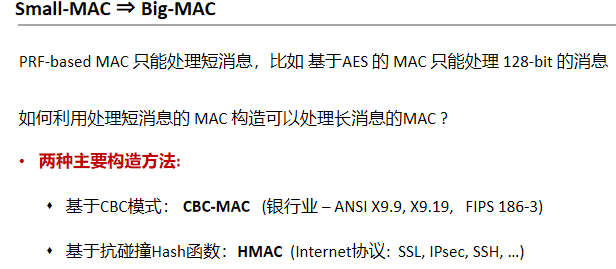 Small-MAC ⇒ Big-MAC
PRF-based MAC 只能处理短消息，比如 基于AES 的 MAC 只能处理 128-bit 的消息
如何利用处理短消息的 MAC 构造可以处理长消息的MAC ?
• 两种主要构造方法:
♦ 基于CBC模式： CBC-MAC (银行业 – ANSI X9.9, X9.19, FIPS 186-3)
♦ 基于抗碰撞Hash函数：HMAC (Internet协议: SSL, IPsec, SSH, …)